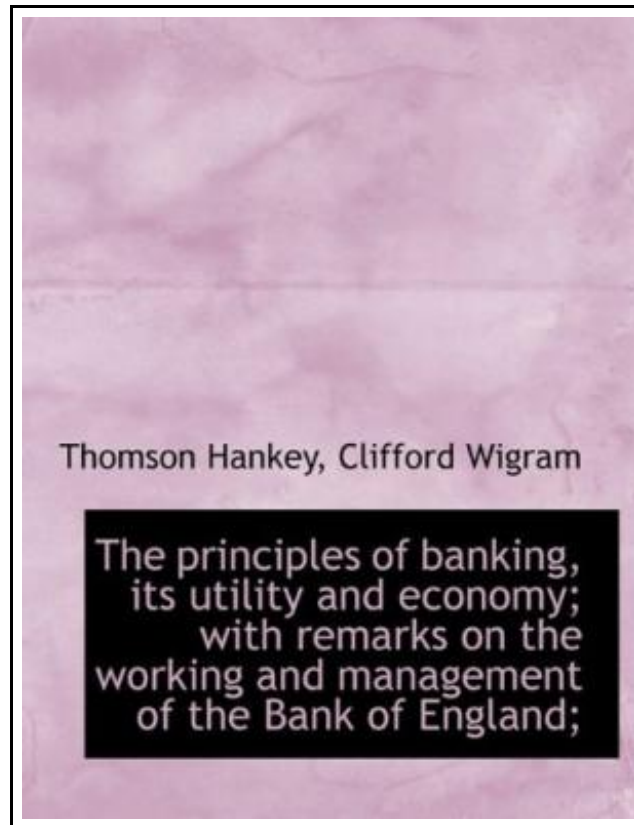 Thomson Hankey, Clifford Wigram
The principles of banking,
its utility and economy;
with remarks on the
working and management
of the Bank of England;